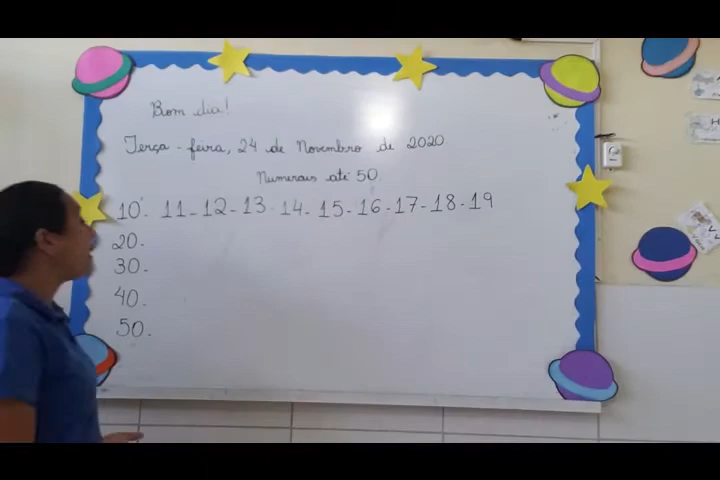 Bom dia!
Terça - feira, 24 de Novembro de 2020
Numerais até 50
10. 11 - 12 - 13 - 14 - 15 - 16 - 17 - 18 - 19
20.
30.
40.
50.